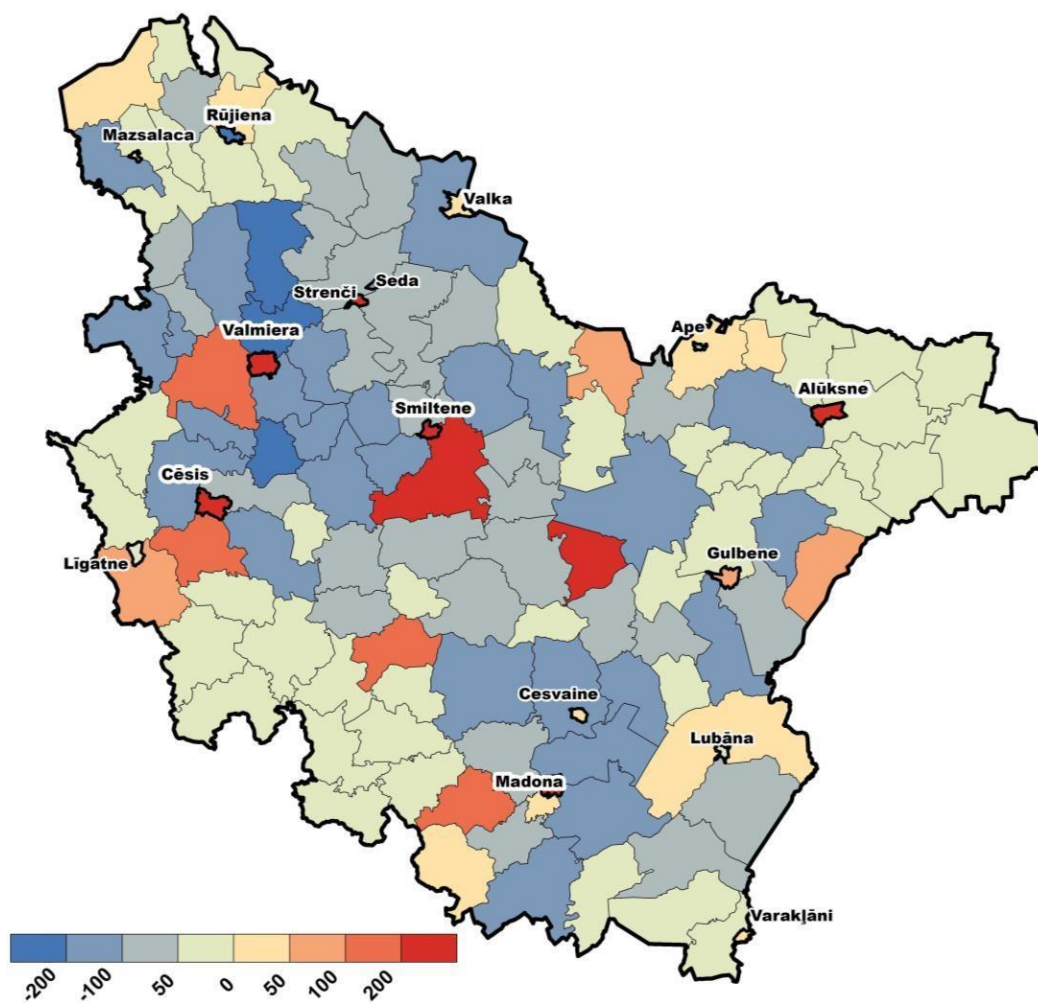 Rūjiena
Mazsalaca
Valka
Seda
Strenči
Valmiera
Ape
Alūksne
Smiltene
Cēsis
Līgatne
Gulbene
Cesvaine
Lubāna
Madona
Varakļāni
-200
-100
50
0
50
100
200